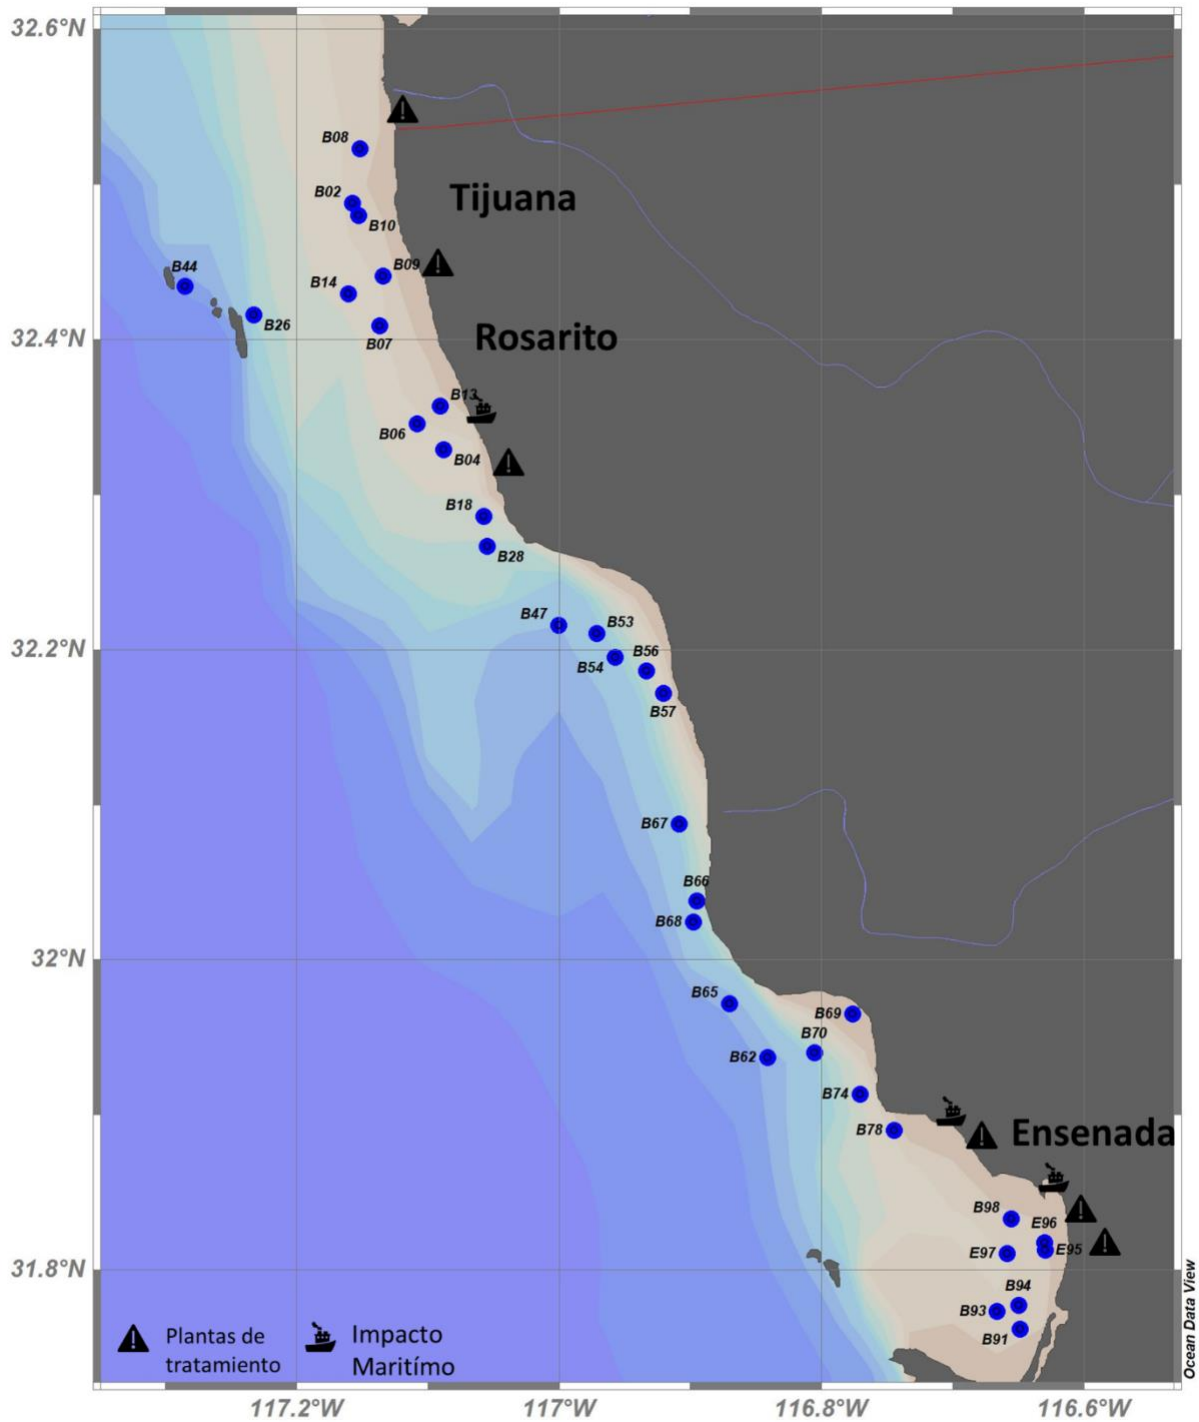 32.6°N
B08
B02
Tijuana
B10
B44
B09
B14
B26
Rosarito
32.4°N
B07
B13
B06
B04
B18
B28
B47
B53
32.2°N
B54
B56
B57
B67
B66
B68
32°N
B65
B69
B70
B62
B74
B78
Ensenada
B98
E96
E97
E95
31.8°N
B94
B93
B91
Plantas de
tratamiento
Impacto
Maritímo
Ocean Data View
117.2°W
117°W
116.8°W
116.6°W